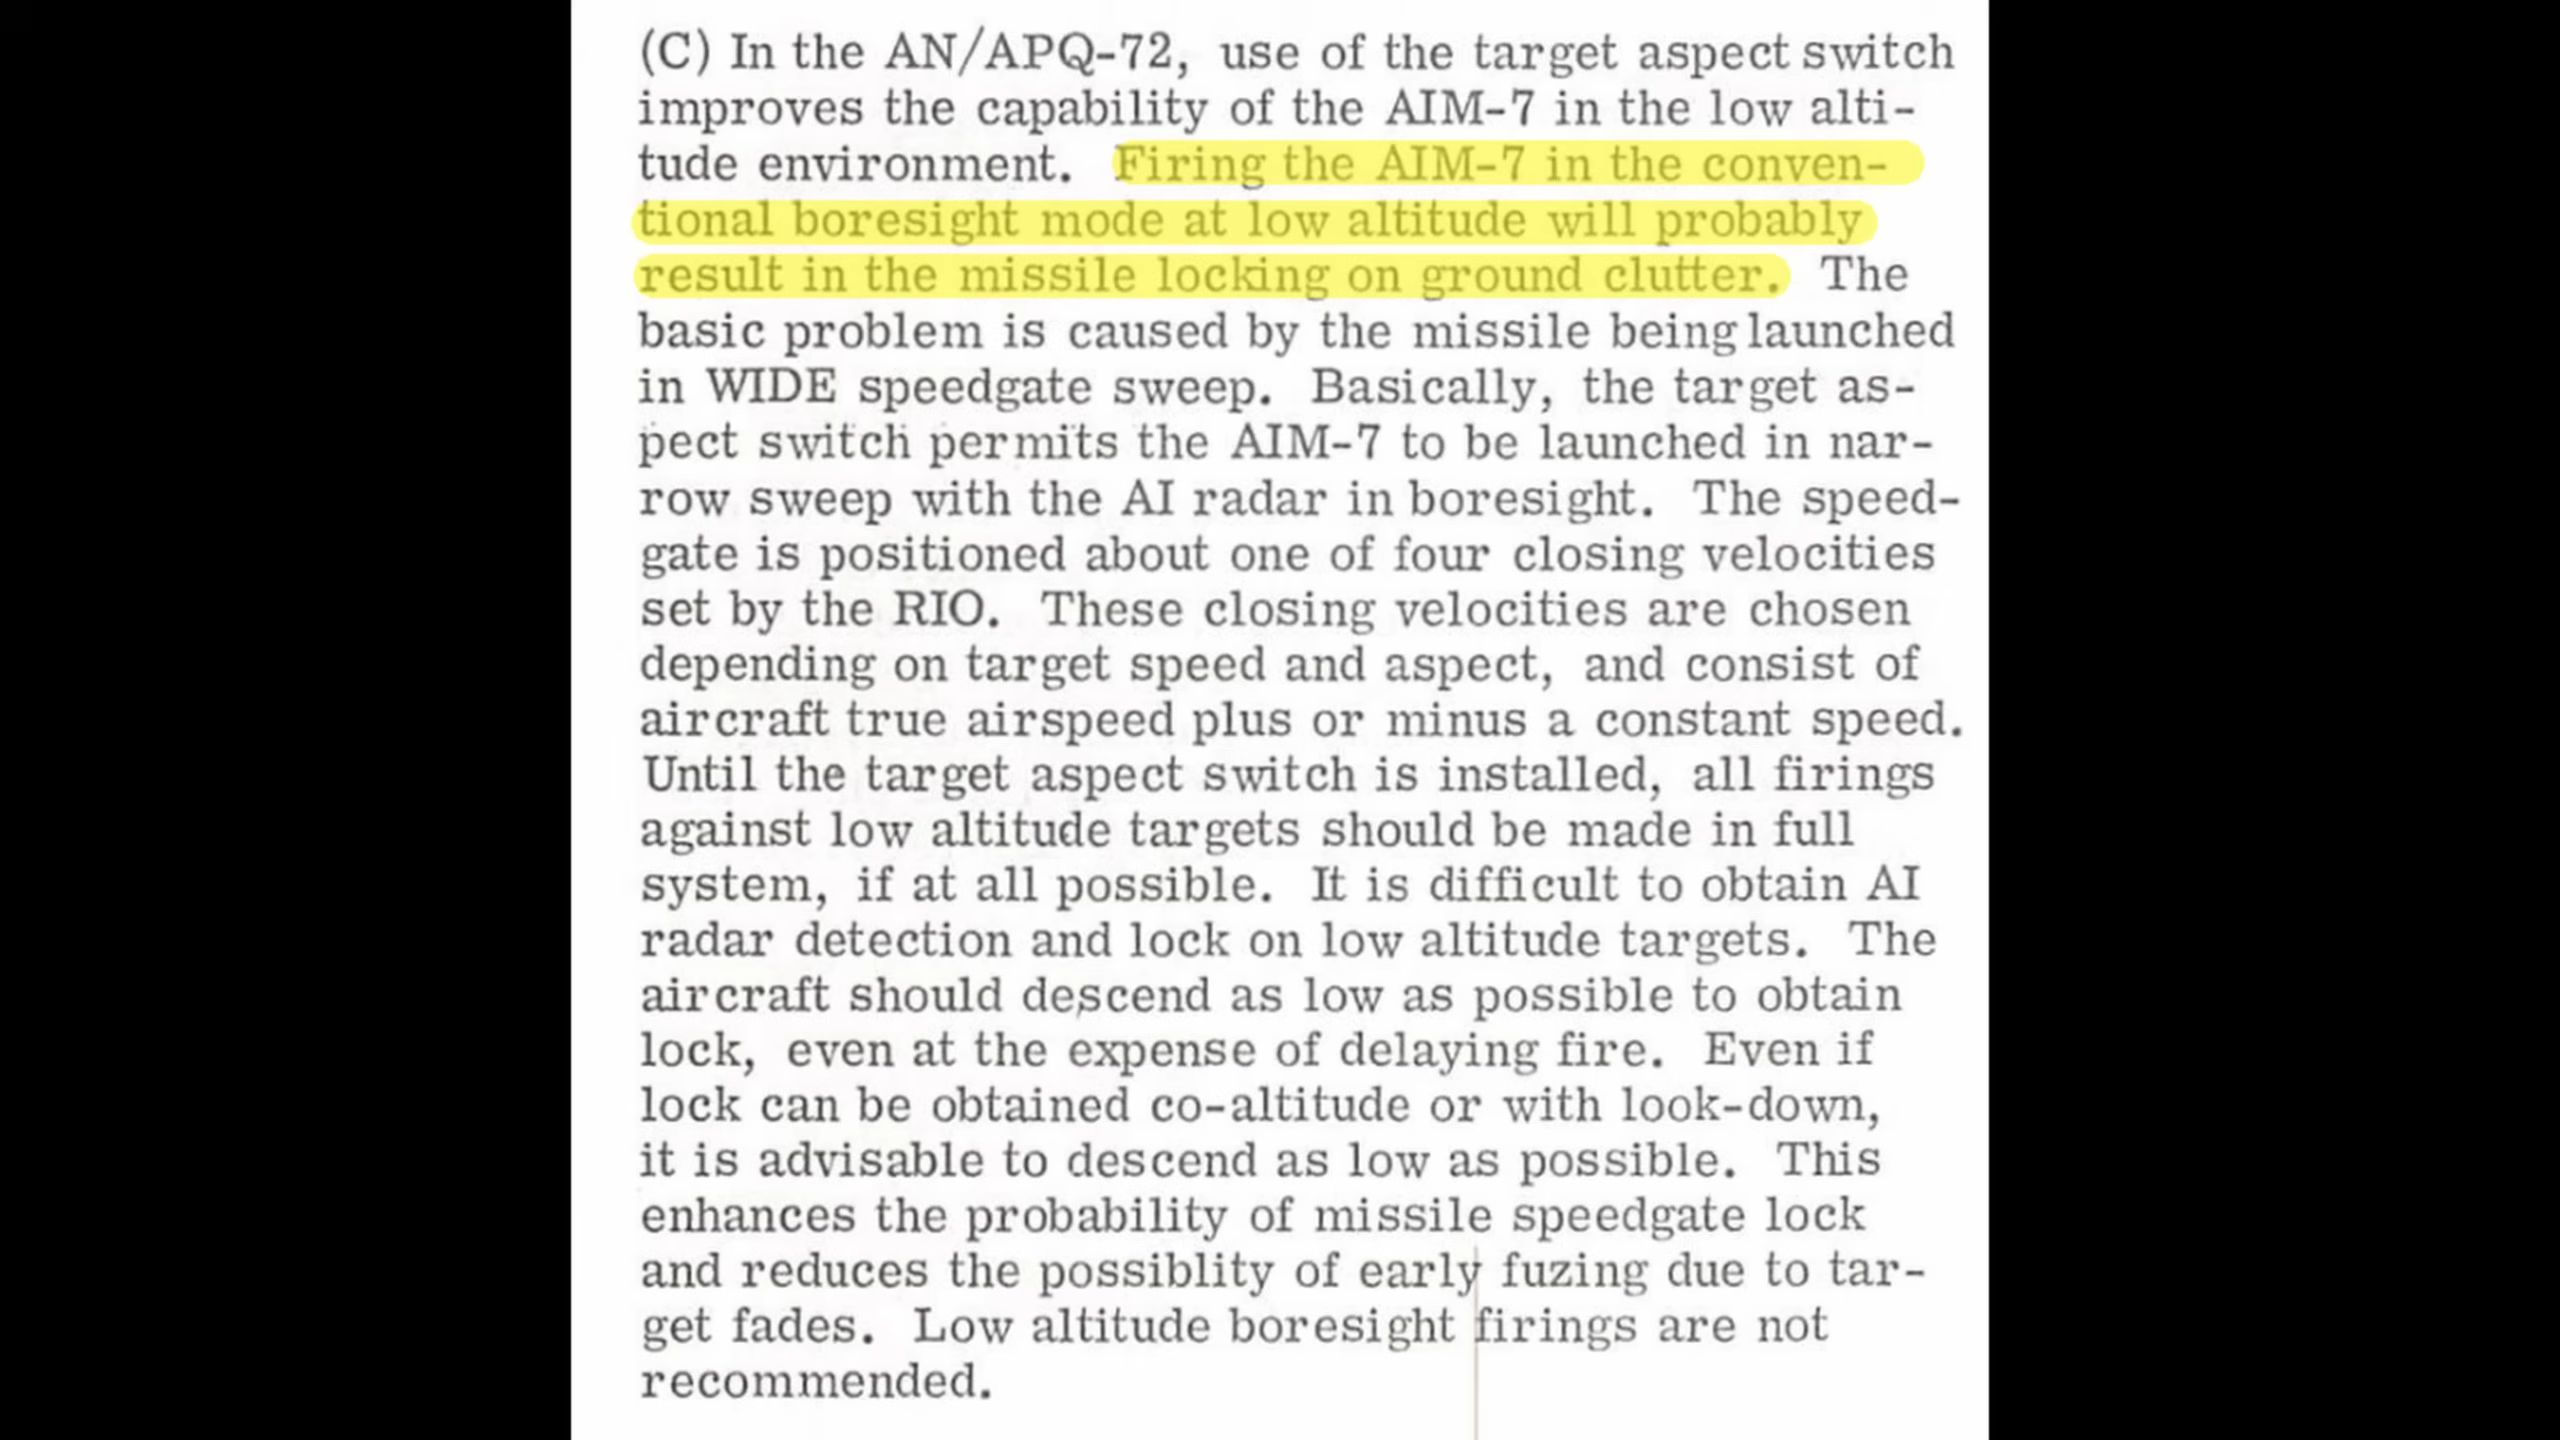 (C) In the AN/APQ-72, use of the target aspect switch
improves the capability of the AIM-7 in the low alti-
tude environment. Firing the AIM-7 in the conven-
tional boresight mode at low altitude will probably
result in the missile locking on ground clutter. The
basic problem is caused by the missile being launched
in WIDE speedgate sweep. Basically, the target as-
pect switch permits the AIM-7 to be launched in nar-
row sweep with the AI radar in boresight. The speed-
gate is positioned about one of four closing velocities
set by the RIO. These closing velocities are chosen
depending on target speed and aspect, and consist of
aircraft true airspeed plus or minus a constant speed.
Until the target aspect switch is installed, all firings
against low altitude targets should be made in full
system, if at all possible. It is difficult to obtain AI
radar detection and lock on low altitude targets. The
aircraft should descend as low as possible to obtain
lock, even at the expense of delaying fire. Even if
lock can be obtained co-altitude or with look-down,
it is advisable to descend as low as possible. This
enhances the probability of missile speedgate lock
and reduces the possiblity of early fuzing due to tar-
get fades. Low altitude boresight firings are not
recommended.